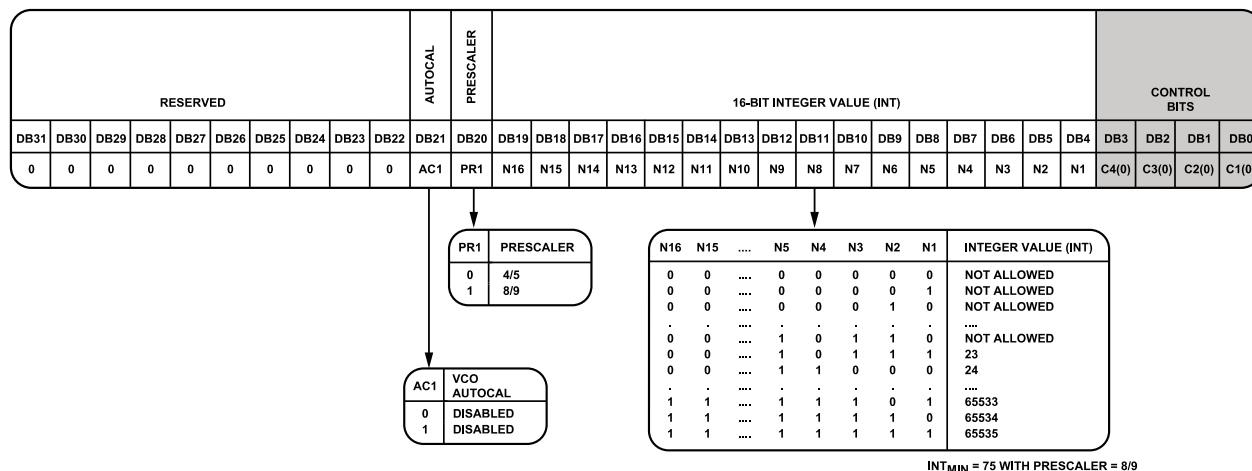 RESERVED
AUTOCAL
PRESCALER
16-BIT INTEGER VALUE (INT)
CONTROL
BITS
DB31 DB30 DB29 DB28 DB27 DB26 DB25 DB24 DB23 DB22 DB21 DB20 DB19 DB18 DB17 DB16 DB15 DB14 DB13 DB12 DB11 DB10 DB9 DB8 DB7 DB6 DB5 DB4 DB3 DB2 DB1 DB0
0 0 0 0 0 0 0 0 0 0 AC1 PR1 N16 N15 N14 N13 N12 N11 N10 N9 N8 N7 N6 N5 N4 N3 N2 N1 C4(0) C3(0) C2(0) C1(0
PR1 PRESCALER
0 4/5
1 8/9
AC1 VCO
AUTOCAL
0 DISABLED
1 DISABLED
N16 N15 .... N5 N4 N3 N2 N1 INTEGER VALUE (INT)
0 0 .... 0 0 0 0 0 NOT ALLOWED
0 0 .... 0 0 0 0 1 NOT ALLOWED
0 0 .... 0 0 0 1 0 NOT ALLOWED
. . .... . . . . . ....
0 0 .... 1 0 1 1 0 NOT ALLOWED
0 0 .... 1 0 1 1 1 23
0 0 .... 1 1 0 0 0 24
. . .... . . . . . ....
1 1 .... 1 1 1 0 1 65533
1 1 .... 1 1 1 1 0 65534
1 1 .... 1 1 1 1 1 65535
INTMIN = 75 WITH PRESCALER = 8/9